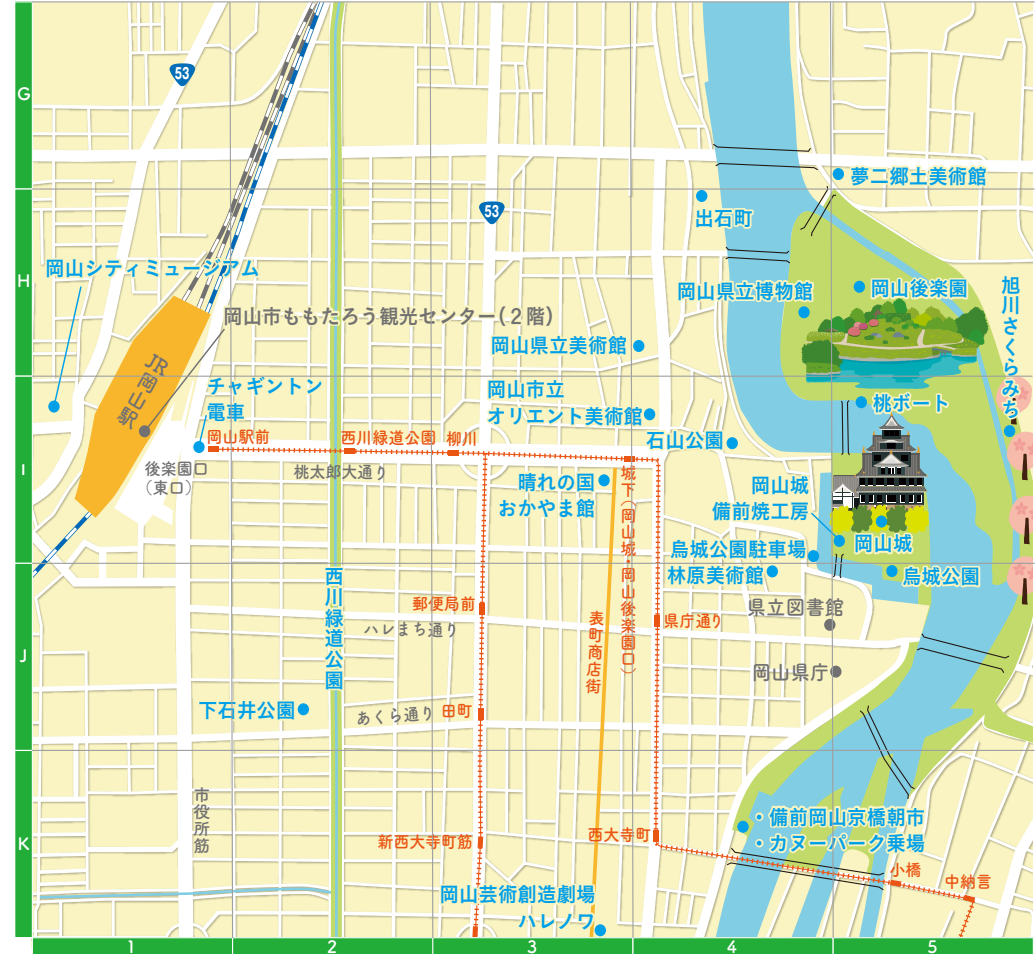 53
G
夢二郷土美術館
出石町
53
H
岡山シティミュージアム
岡山県立博物館
岡山後楽園
旭川さくらみち
岡山市ももたろう観光センター(2階)
岡山県立美術館
JR岡山駅
チャギントン
電車
岡山市立
オリエント美術館
桃ポート
岡山駅前
西川緑道公園
柳川
石山公園
I
後楽園口
(東口)
桃太郎大通り
晴れの国
おかやま館
城下(岡山城・岡山後楽園口)
岡山城
備前焼工房
岡山城
烏城公園駐車場
林原美術館
烏城公園
西川緑道公園
郵便局前
ハレまち通り
表町商店街
県庁通り
県立図書館
J
岡山県庁
下石井公園
あくら通り
田町
市役所筋
新西大寺町筋
西大寺町
・備前岡山京橋朝市
・カヌーパーク乗場
K
小橋
中納言
岡山芸術創造劇場
ハレノワ
1
2
3
4
5